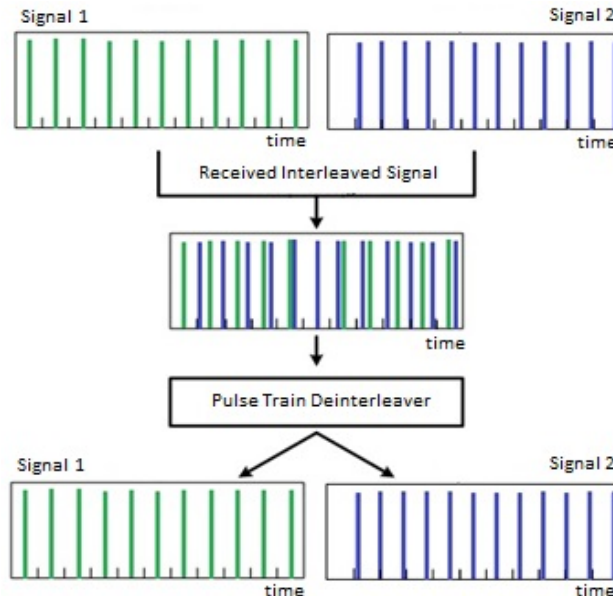 Signal 1
Signal 2
time
time
Received Interleaved Signal
time
Pulse Train Deinterleaver
Signal 1
Signal 2
time
time